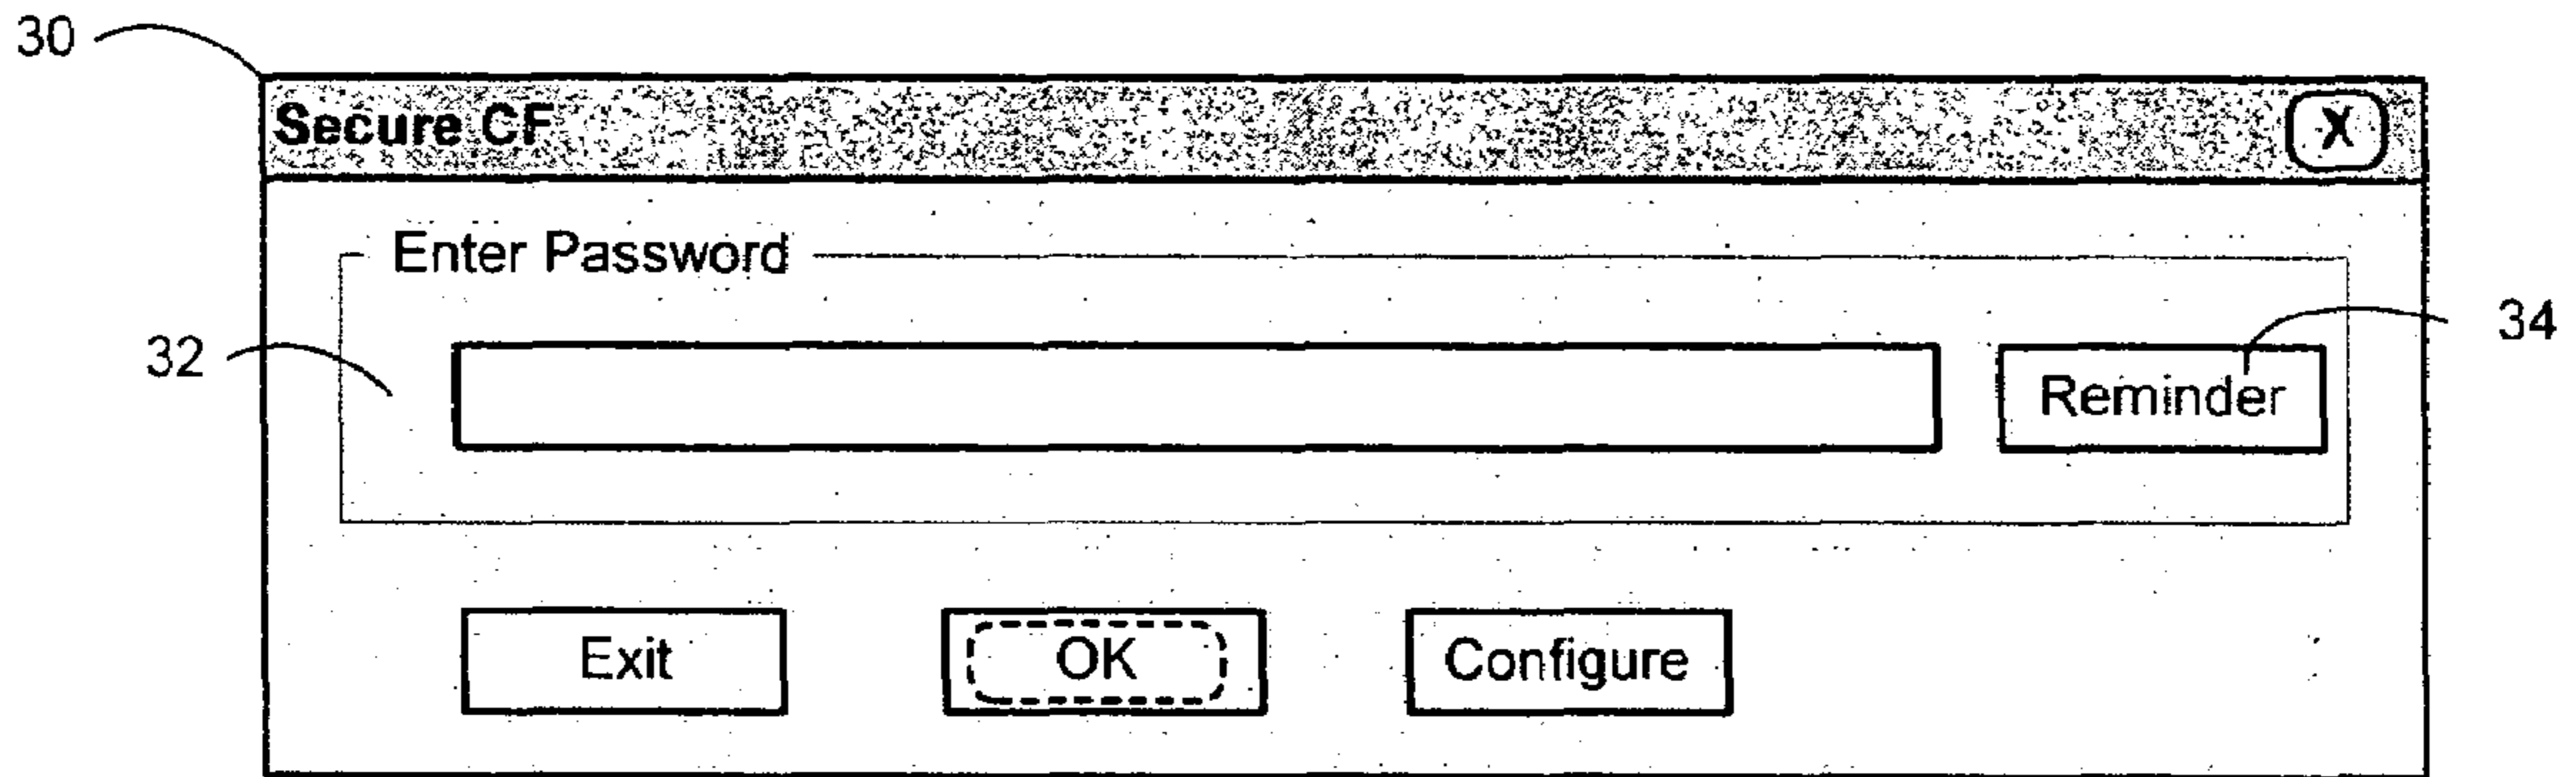 30
Secure CF X
Enter Password
32
Reminder
34
Exit OK Configure